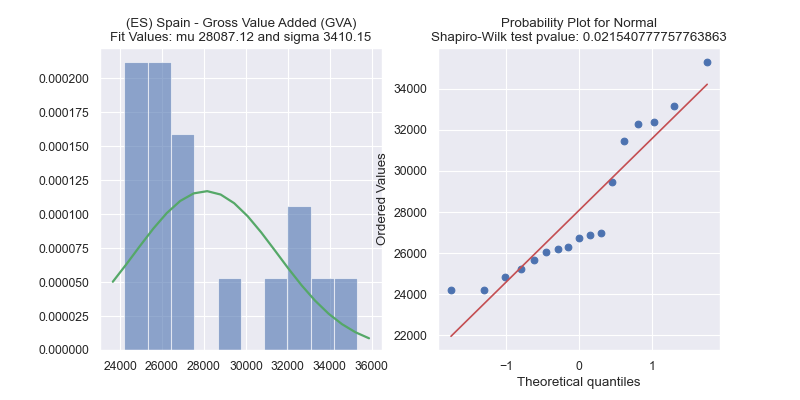 (ES) Spain - Gross Value Added (GVA)
Fit Values: mu 28087.12 and sigma 3410.15
0.000200
0.000175
0.000150
0.000125
0.000100
0.000075
0.000050
0.000025
0.000000
24000 26000 28000 30000 32000 34000 36000
Probability Plot for Normal
Shapiro-Wilk test pvalue: 0.021540777757763863
Ordered Values
34000
32000
30000
28000
26000
24000
22000
−1 0 1
Theoretical quantiles